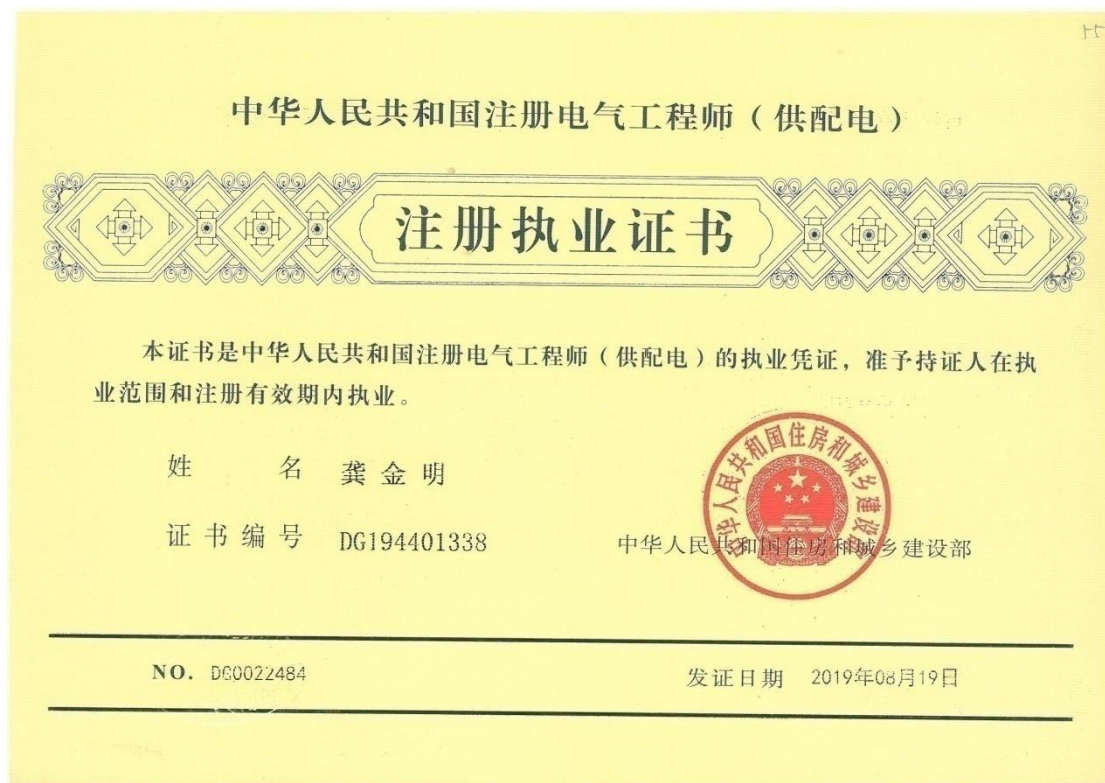 中华人民共和国注册电气工程师（供配电）
注册执业证书
本证书是中华人民共和国注册电气工程师（供配电）的执业凭证，准予持证人在执
业范围和注册有效期内执业。
姓 名 龚金明
证书编号 DG194401338
中华人民共和国住房和城乡建设部
中华人民共和国住房和城乡建设部
NO. DG0022484
发证日期 2019年08月19日